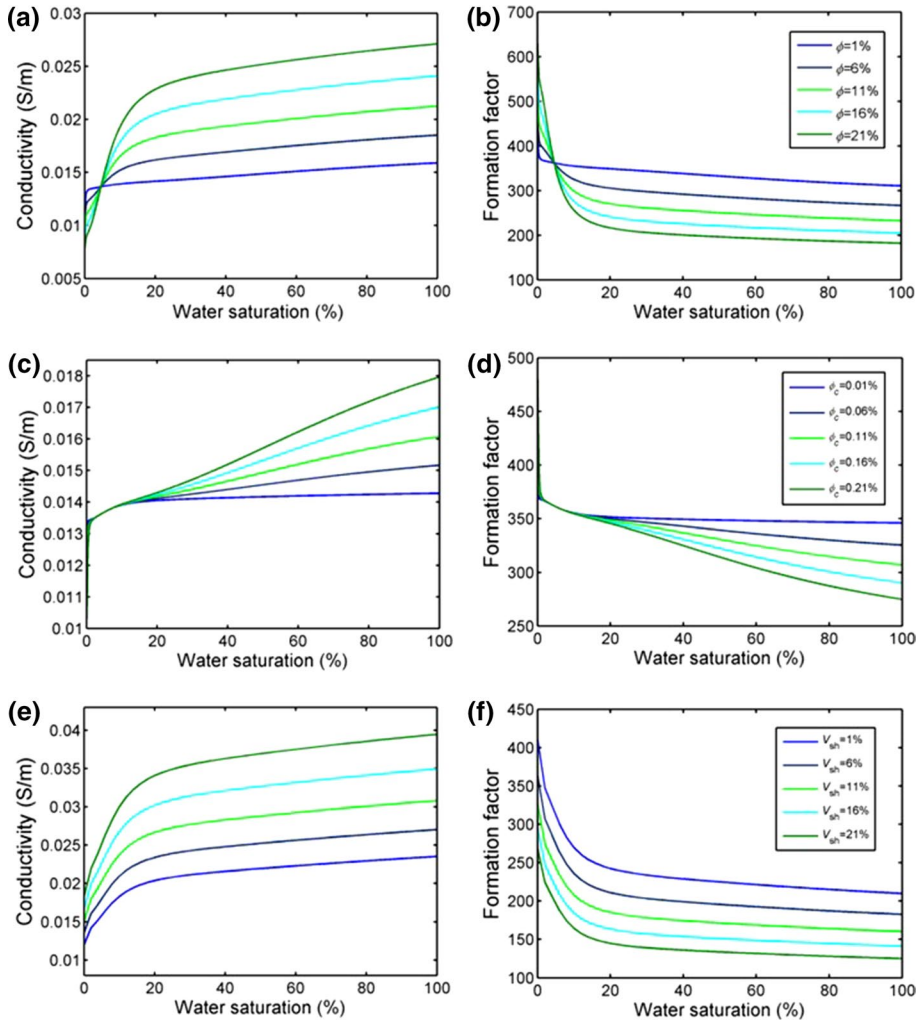 (a)
0.03
0.025
0.02
0.015
0.01
0.005
Conductivity (S/m)
0 20 40 60 80 100
Water saturation (%)
(b)
700
600
500
400
300
200
100
Formation factor
ϕ=1%
ϕ=6%
ϕ=11%
ϕ=16%
ϕ=21%
0 20 40 60 80 100
Water saturation (%)
(c)
0.018
0.017
0.016
0.015
0.014
0.013
0.012
0.011
0.01
Conductivity (S/m)
0 20 40 60 80 100
Water saturation (%)
(d)
500
450
400
350
300
250
Formation factor
ϕc=0.01%
ϕc=0.06%
ϕc=0.11%
ϕc=0.16%
ϕc=0.21%
0 20 40 60 80 100
Water saturation (%)
(e)
0.04
0.035
0.03
0.025
0.02
0.015
0.01
Conductivity (S/m)
0 20 40 60 80 100
Water saturation (%)
(f)
450
400
350
300
250
200
150
100
Formation factor
Vsh=1%
Vsh=6%
Vsh=11%
Vsh=16%
Vsh=21%
0 20 40 60 80 100
Water saturation (%)